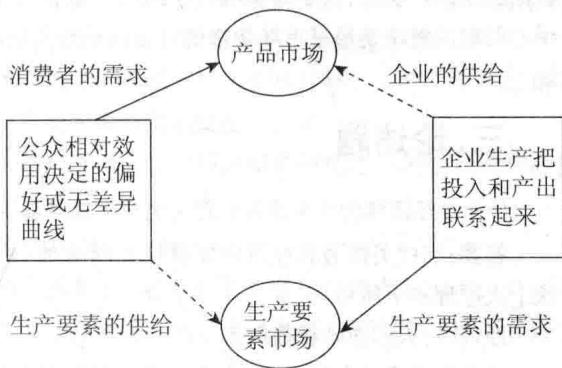 产品市场
消费者的需求
企业的供给
公众相对效
用决定的偏
好或无差异
曲线
企业生产把
投入和产出
联系起来
生产要素的供给
生产要
素市场
生产要素的需求